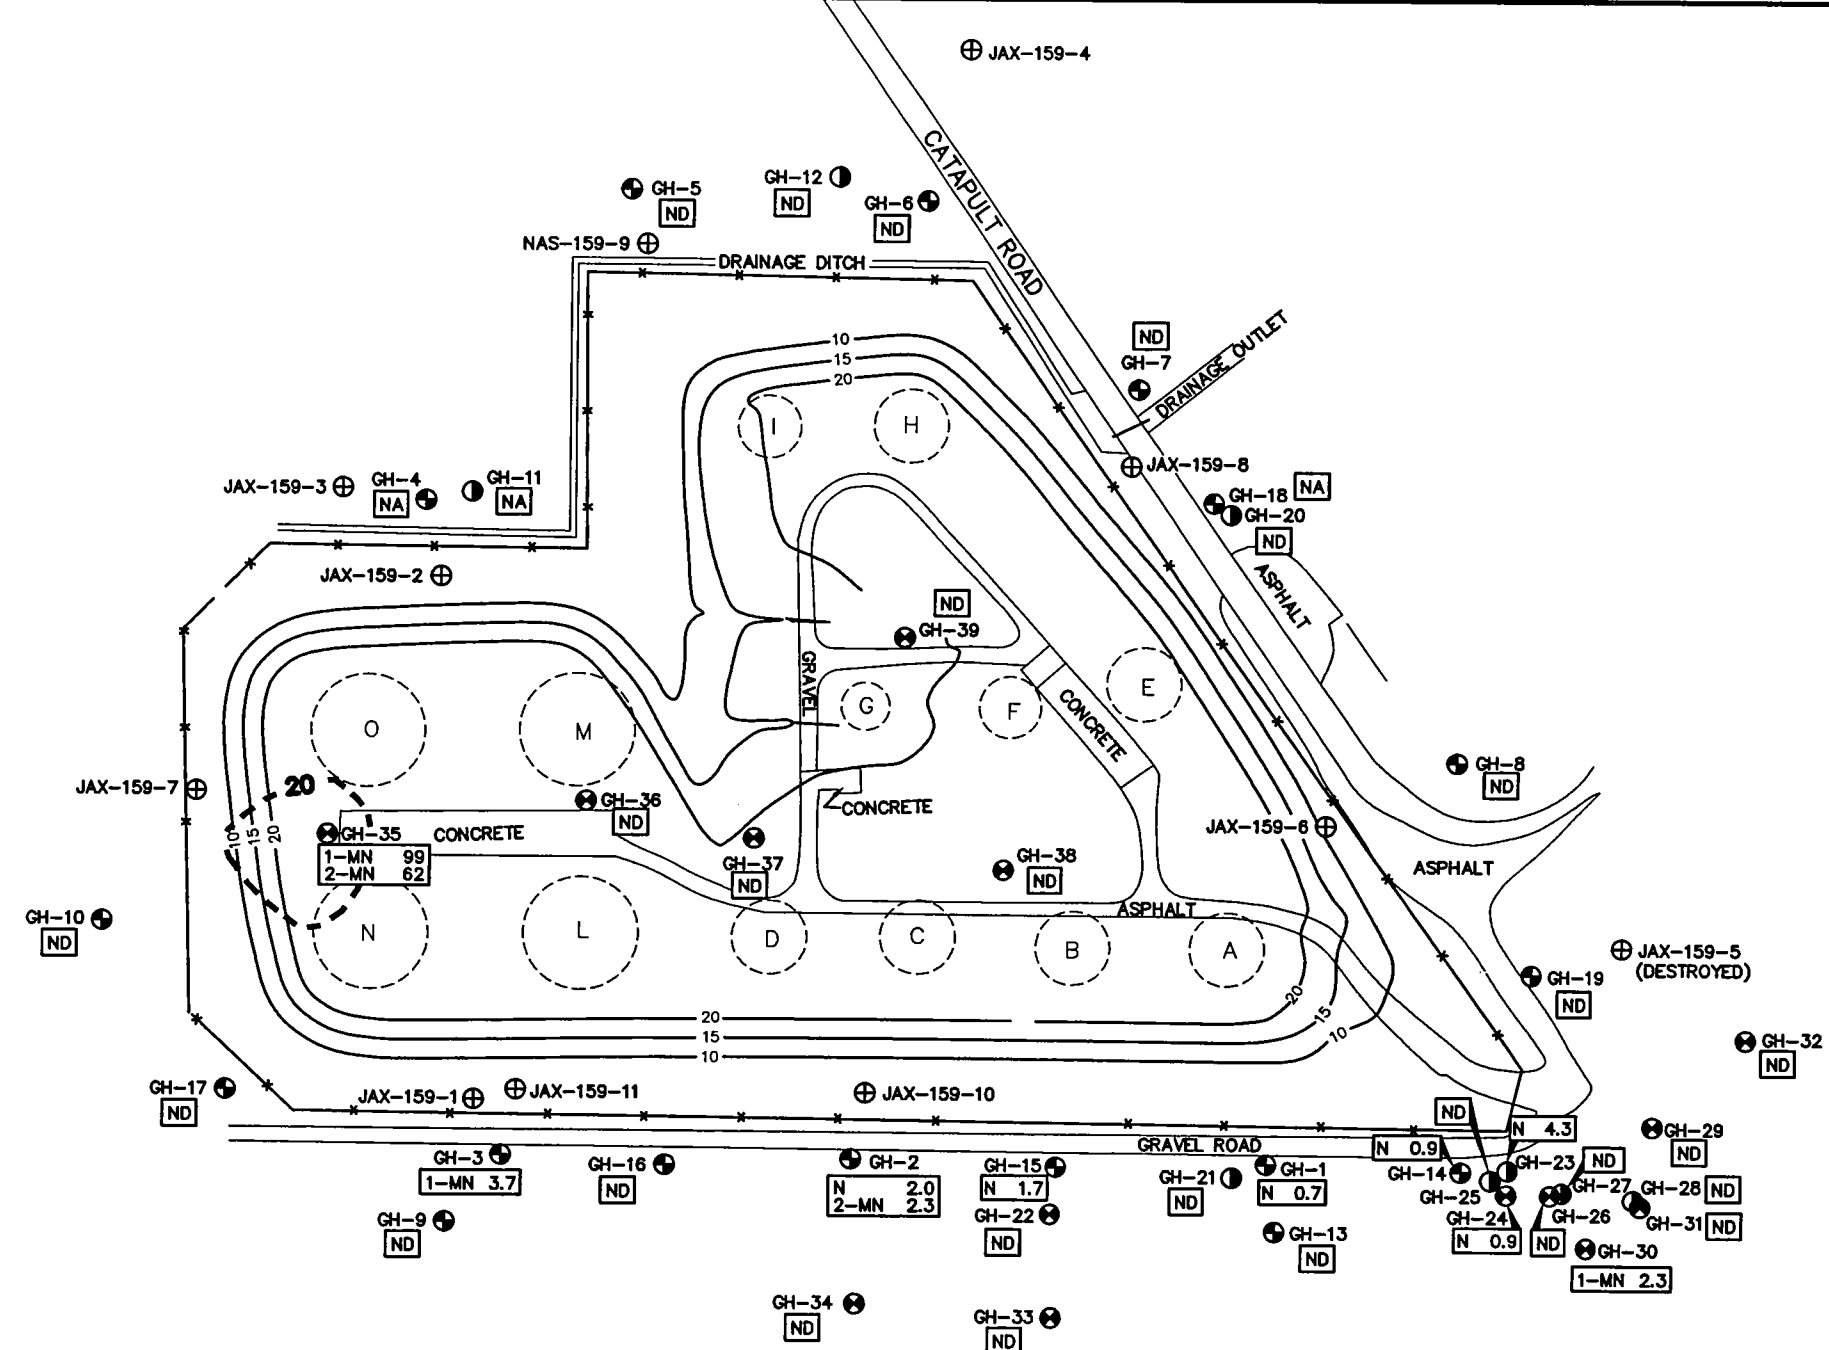 JAX-159-4
CATAPULT ROAD
GH-5
ND
GH-12
ND
GH-6
ND
NAS-159-9
DRAINAGE DITCH
ND
GH-7
DRAINAGE OUTLET
10
15
20
I
H
JAX-159-3
GH-4
NA
GH-11
NA
JAX-159-8
GH-18
NA
GH-20
ND
ASPHALT
JAX-159-2
ND
GH-39
GRAVEL
G
F
E
CONCRETE
O
M
JAX-159-7
20
GH-36
ND
CONCRETE
GH-8
ND
10
15
20
GH-35
CONCRETE
1-MN 99
2-MN 62
GH-37
ND
GH-38
ND
JAX-159-6
ASPHALT
GH-10
ND
N
L
D
C
B
A
ASPHALT
JAX-159-5
(DESTROYED)
GH-19
ND
20
15
10
20
15
10
GH-32
ND
GH-17
ND
JAX-159-1
JAX-159-11
JAX-159-10
ND
N 4.3
GH-29
ND
GRAVEL ROAD
N 0.9
GH-3
1-MN 3.7
GH-16
ND
GH-2
N 2.0
2-MN 2.3
GH-15
N 1.7
GH-21
ND
GH-1
N 0.7
GH-14
GH-23
ND
GH-25
GH-27
GH-28
ND
GH-9
ND
GH-22
ND
GH-13
ND
GH-24
N 0.9
ND
GH-26
GH-31
ND
GH-30
1-MN 2.3
GH-34
ND
GH-33
ND